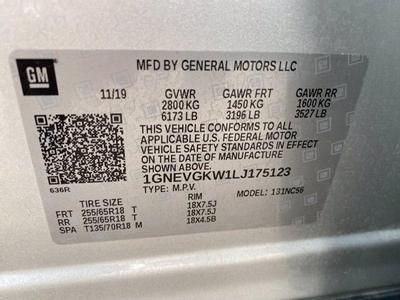 GM
MFD BY GENERAL MOTORS LLC
11/19 GVWR GAWR FRT GAWR RR
2800 KG 1450 KG 1600 KG
6173 LB 3196 LB 3527 LB
THIS VEHICLE CONFORMS TO ALL
APPLICABLE U.S. FEDERAL MOTOR
VEHICLE SAFETY STANDARDS IN EFFECT
ON THE DATE OF MANUFACTURE SHOWN ABOVE
1GNEVGKW1LJ175123
636R TYPE: M.P.V. MODEL: 131NC56
TIRE SIZE RIM
FRT 255/65R18 T 18X7.5J
RR 255/65R18 T 18X7.5J
SPA T135/70R18 M 18X4.5B